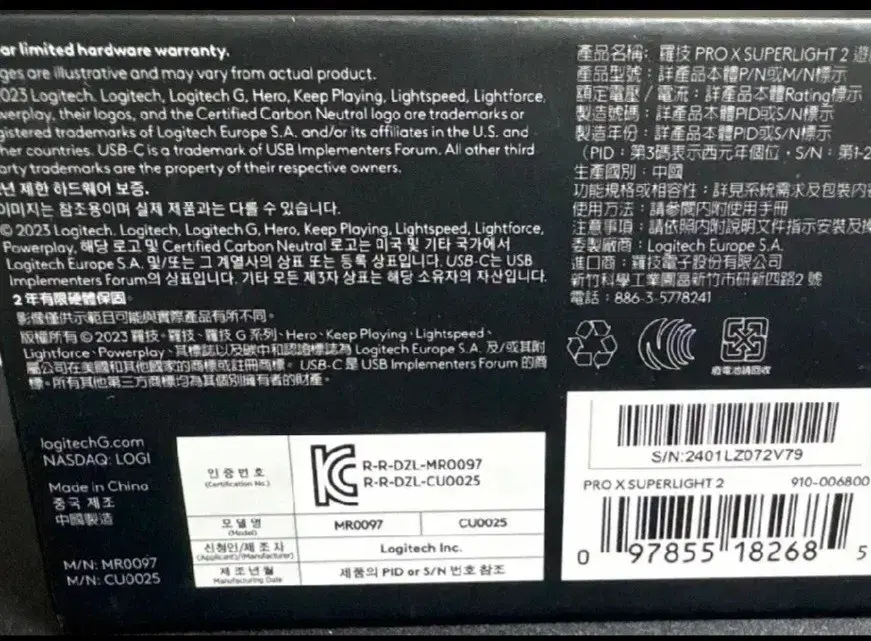 ar limited hardware warranty.
ges are illustrative and may vary from actual product.
023 Logitech. Logitech, Logitech G, Hero, Keep Playing, Lightspeed, Lightforce,
werplay, their logos, and the Certified Carbon Neutral logo are trademarks or
gistered trademarks of Logitech Europe S.A. and/or its affiliates in the U.S. and
her countries. USB-C is a trademark of USB Implementers Forum. All other third
arty trademarks are the property of their respective owners.
년 제한 하드웨어 보증.
이미지는 참조용이며 실제 제품과는 다를 수 있습니다.
© 2023 Logitech. Logitech, Logitech G, Hero, Keep Playing, Lightspeed, Lightforce,
Powerplay, 해당 로고 및 Certified Carbon Neutral 로고는 미국 및 기타 국가에서
Logitech Europe S.A. 및/또는 그 계열사의 상표 또는 등록 상표입니다. USB-C는 USB
Implementers Forum의 상표입니다. 기타 모든 제3자 상표는 해당 소유자의 자산입니다.
2 年有限硬體保固。
影像僅供示範且可能與實際產品有所不同。
版權所有 © 2023 羅技。羅技、羅技 G 系列、Hero、Keep Playing、Lightspeed、
Lightforce、Powerplay、其標誌以及碳中和認證標誌為 Logitech Europe S.A. 及/或其附
屬公司在美國和其他國家的商標或註冊商標。USB-C 是 USB Implementers Forum 的商
標。所有其他第三方商標均為其個別擁有者的財產。
logitechG.com
NASDAQ: LOGI
Made in China
중국 제조
中國製造
M/N: MR0097
M/N: CU0025
인증번호
(Certification No.)
R-R-DZL-MR0097
R-R-DZL-CU0025
모델명
(Model)
MR0097
CU0025
신청인/제조자
(Applicant)/(Manufacturer)
Logitech Inc.
제조년월
Manufacturing Date
제품의 PID or S/N 번호 참조
產品名稱: 羅技 PRO X SUPERLIGHT 2 遊
產品型號：詳產品本體P/N或M/N標示
額定電壓 / 電流：詳產品本體Rating標示
製造號碼：詳產品本體PID或S/N標示
製造年份：詳產品本體PID或S/N標示
（PID：第3碼表示西元年個位，S/N：第1-2
生產國別：中國
功能規格或相容性：詳見系統需求及包裝內容
使用方法：請參閱內附使用手冊
注意事項：請依照內附說明文件指示安裝及操
委製廠商：Logitech Europe S.A.
進口商：羅技電子股份有限公司
新竹科學工業園區新竹市研新四路2 號
電話：886-3-5778241
廢電池請回收
S/N:2401LZ072V79
PRO X SUPERLIGHT 2
910-006800
0 97855 18268 5